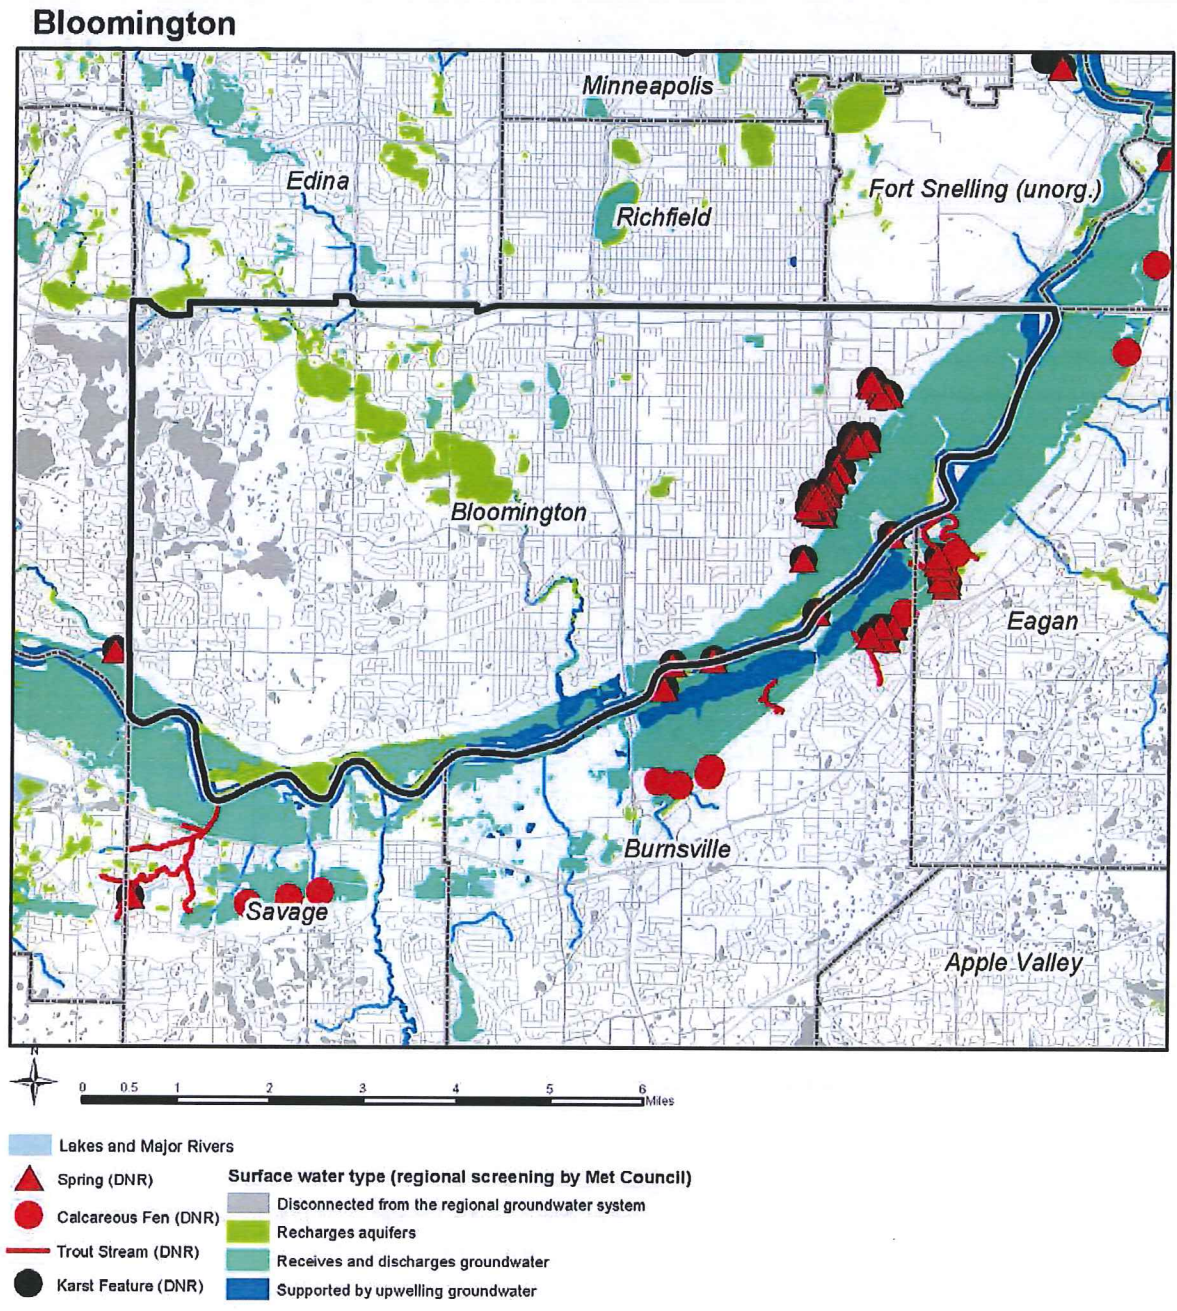 Bloomington
Minneapolis
Edina
Fort Snelling (unorg.)
Richfield
Bloomington
Eagan
Burnsville
Savage
Apple Valley
N
0 0.5 1 2 3 4 5 6
Miles
Lakes and Major Rivers
Spring (DNR)
Calcareous Fen (DNR)
Trout Stream (DNR)
Karst Feature (DNR)
Surface water type (regional screening by Met Council)
Disconnected from the regional groundwater system
Recharges aquifers
Receives and discharges groundwater
Supported by upwelling groundwater